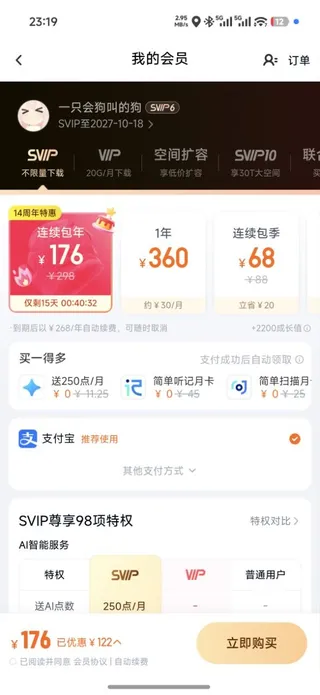 23:19
2.95 MB/s 5G 5G 12
我的会员
订单
一只会狗叫的狗 SVIP6
SVIP至2027-10-18 >
SVIP VIP 空间扩容 SVIP10 联合
不限量下载 20G/月下载 享低价扩容 享30T大空间 买
14周年特惠
连续包年 1年 连续包季
¥176 ¥360 ¥68
¥298 ¥88
仅剩15天 00:40:32 约¥30/月 立省¥20
·到期后以¥268/年自动续费，可随时取消 +2200成长值
买一得多 支付成功后自动领取
送250点/月 简单听记月卡 简单扫描月
¥0 ¥11.25 ¥0 ¥45 ¥0 ¥25
支付宝 推荐使用
其他支付方式
SVIP尊享98项特权 特权对比 >
AI智能服务
特权 SVIP VIP 普通用户
送AI点数 250点/月 - -
¥176 已优惠¥122 立即购买
已阅读并同意 会员协议 | 自动续费